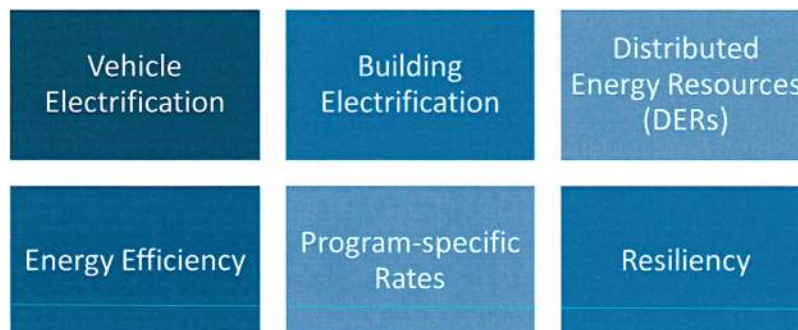 Vehicle
Electrification
Building
Electrification
Distributed
Energy Resources
(DERs)
Energy Efficiency
Program-specific
Rates
Resiliency